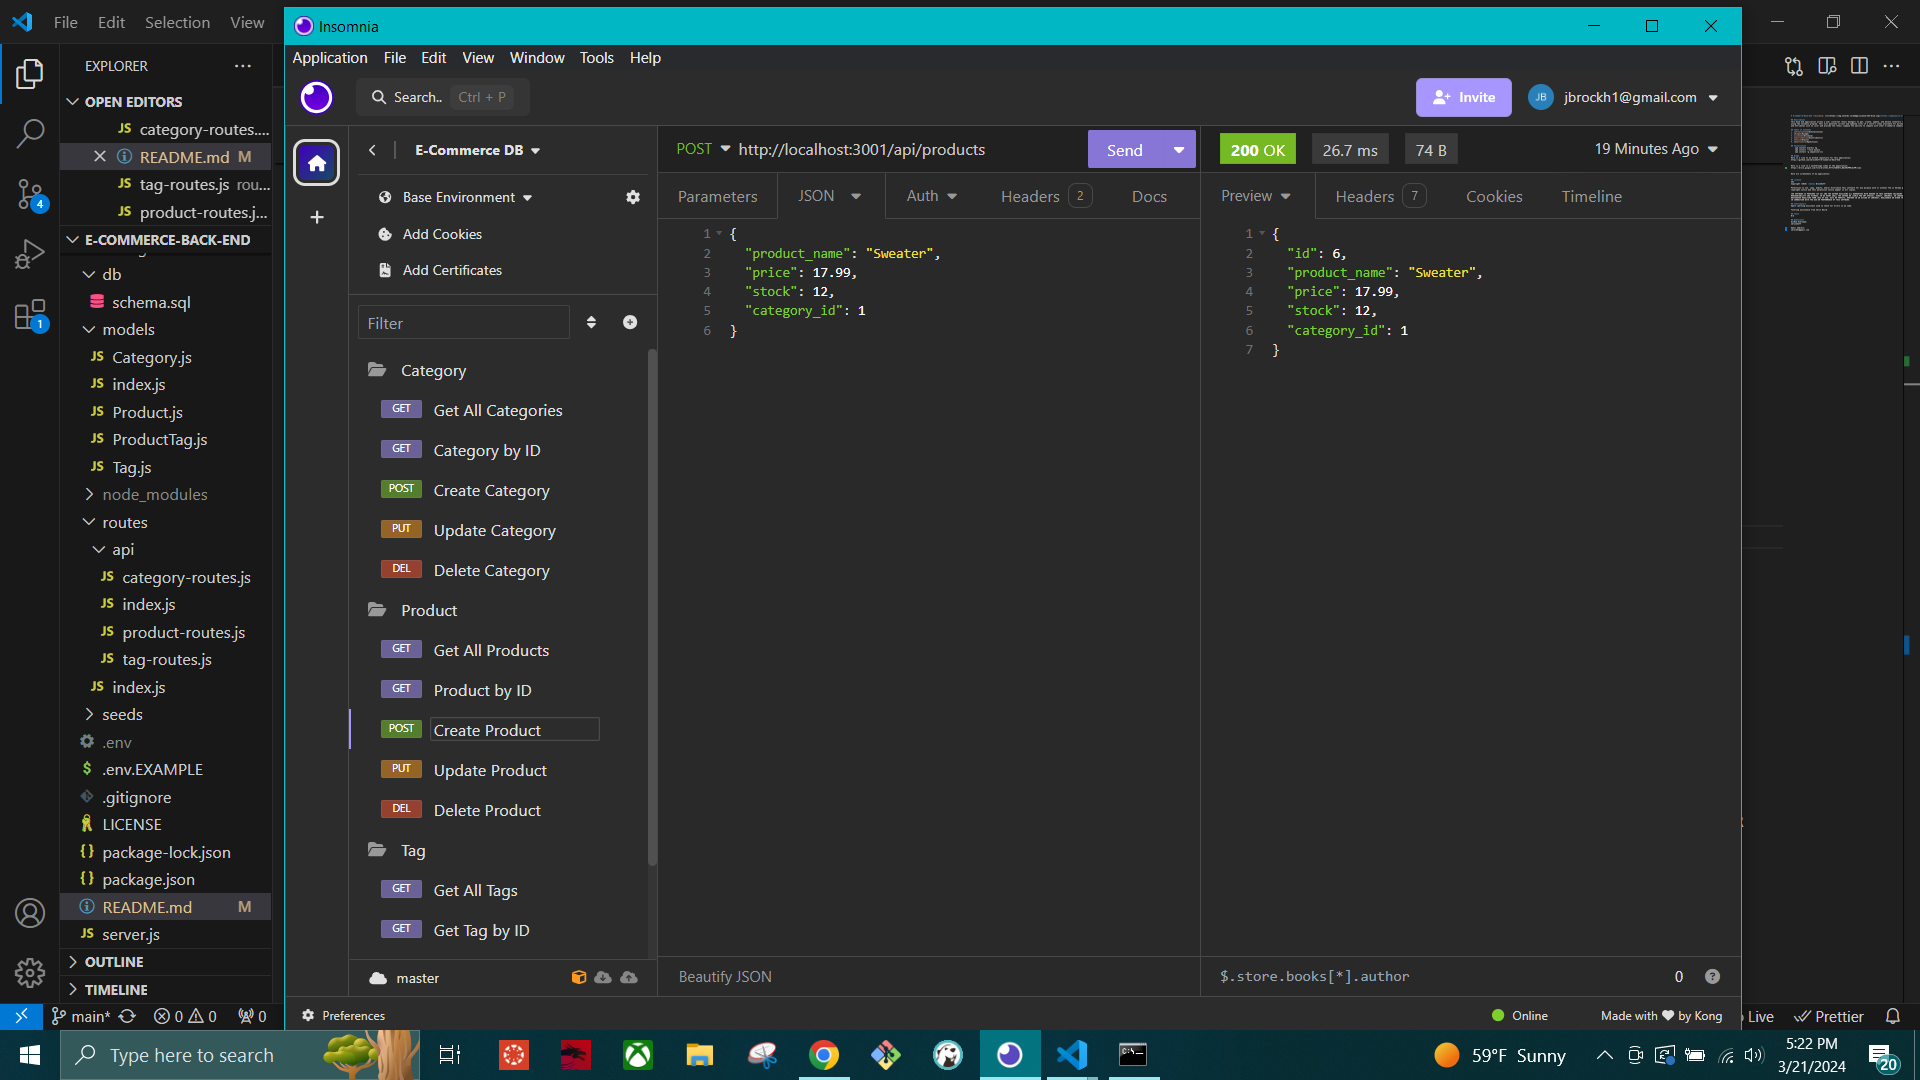 File Edit Selection View
Insomnia
Application File Edit View Window Tools Help
Search.. Ctrl + P
Invite
JB jbrockh1@gmail.com
EXPLORER
OPEN EDITORS
JS category-routes....
README.md M
JS tag-routes.js rou...
JS product-routes.j...
E-COMMERCE-BACK-END
db
schema.sql
models
JS Category.js
JS index.js
JS Product.js
JS ProductTag.js
JS Tag.js
node_modules
routes
api
JS category-routes.js
JS index.js
JS product-routes.js
JS tag-routes.js
JS index.js
seeds
.env
$ .env.EXAMPLE
.gitignore
LICENSE
{} package-lock.json
{} package.json
README.md M
JS server.js
OUTLINE
TIMELINE
4
1
E-Commerce DB
Base Environment
Add Cookies
Add Certificates
Filter
Category
GET Get All Categories
GET Category by ID
POST Create Category
PUT Update Category
DEL Delete Category
Product
GET Get All Products
GET Product by ID
POST Create Product
PUT Update Product
DEL Delete Product
Tag
GET Get All Tags
GET Get Tag by ID
master
POST http://localhost:3001/api/products
Send
Parameters JSON Auth Headers 2 Docs
1 {
2 "product_name": "Sweater",
3 "price": 17.99,
4 "stock": 12,
5 "category_id": 1
6 }
Beautify JSON
200 OK 26.7 ms 74 B 19 Minutes Ago
Preview Headers 7 Cookies Timeline
1 {
2 "id": 6,
3 "product_name": "Sweater",
4 "price": 17.99,
5 "stock": 12,
6 "category_id": 1
7 }
$.store.books[*].author 0 ?
Preferences
Online Made with by Kong
main* 0 0 0
Live Prettier
Type here to search
59°F Sunny
5:22 PM
3/21/2024
20